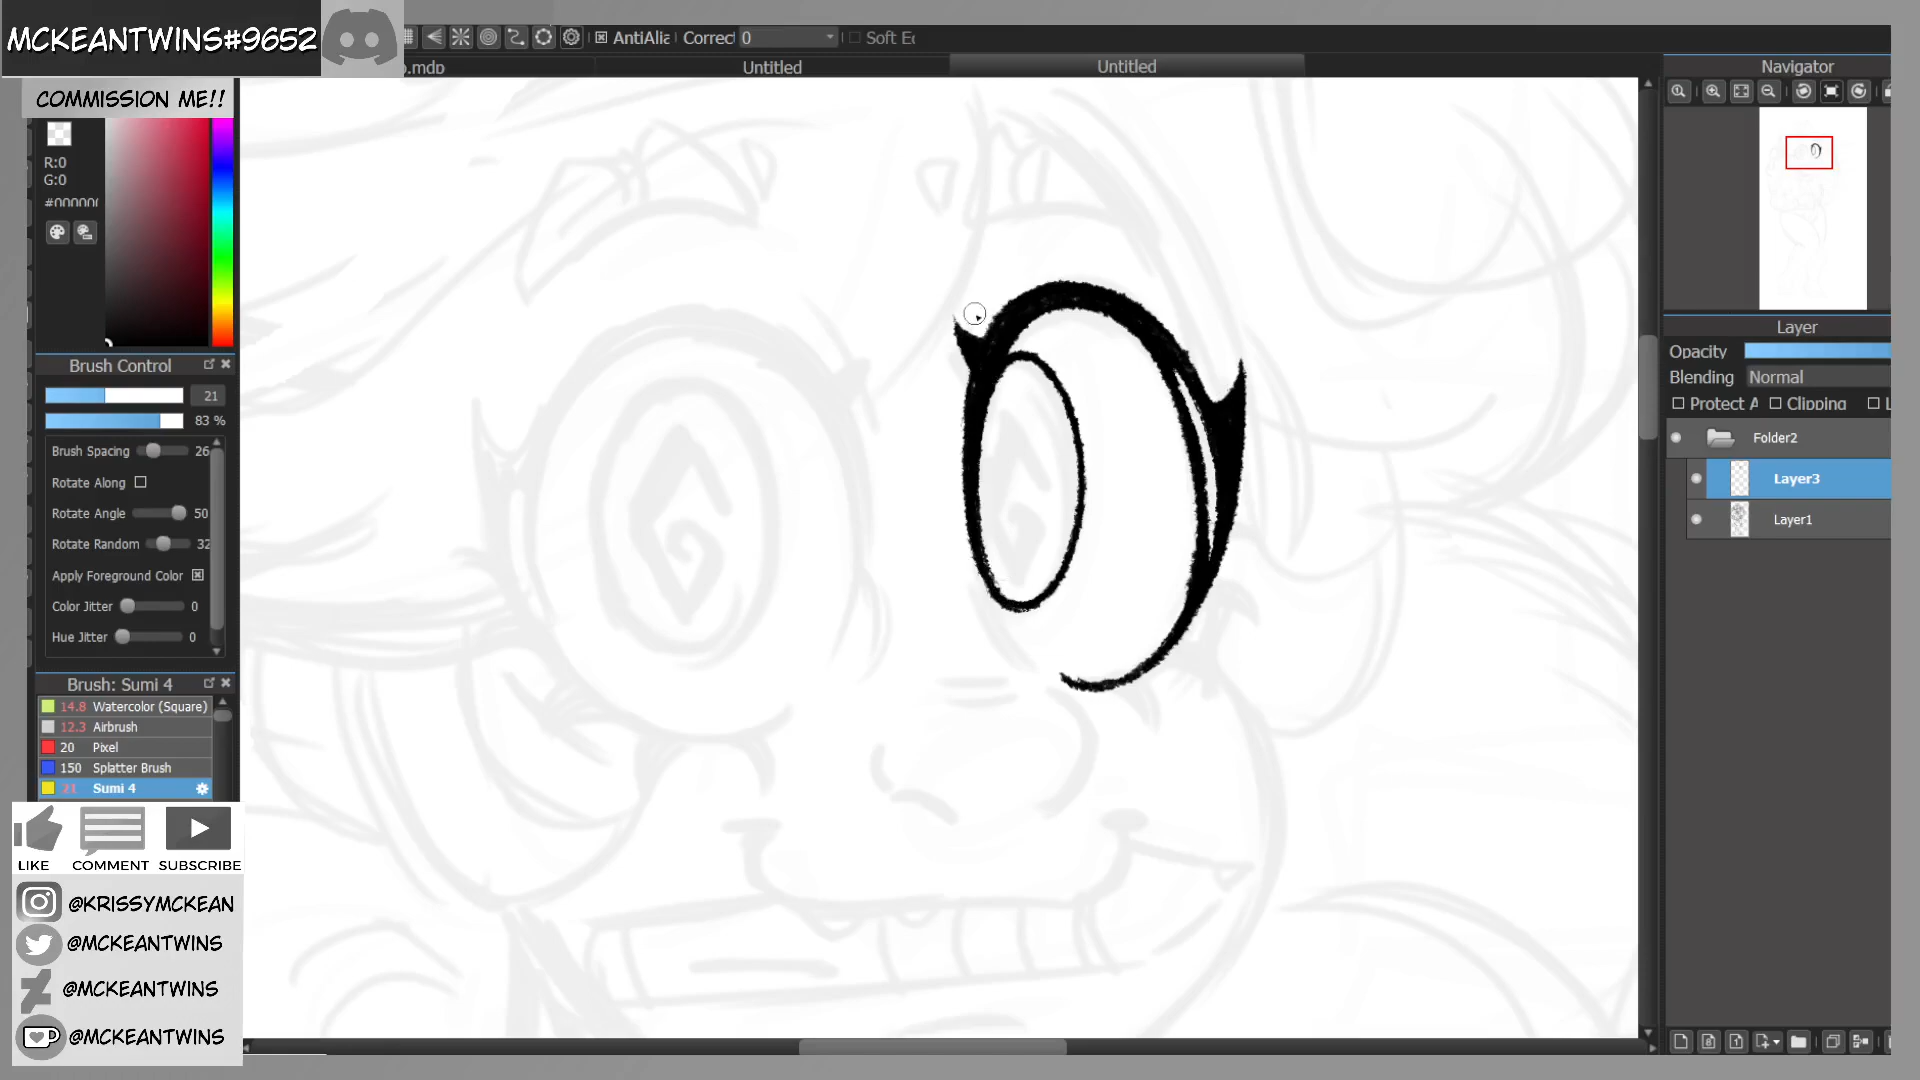 MCKEANTWINS#9652
COMMISSION ME!!
AntiAlia
Correct 0
Soft Ec
.mdp
Untitled
Untitled
R:0
G:0
#000000
Brush Control
21
83 %
Brush Spacing 26
Rotate Along
Rotate Angle 50
Rotate Random 32
Apply Foreground Color
Color Jitter 0
Hue Jitter 0
Brush: Sumi 4
14.8 Watercolor (Square)
12.3 Airbrush
20 Pixel
150 Splatter Brush
21 Sumi 4
LIKE COMMENT SUBSCRIBE
@KRISSYMCKEAN
@MCKEANTWINS
@MCKEANTWINS
@MCKEANTWINS
Navigator
Layer
Opacity
Blending Normal
Protect A Clipping L
Folder2
Layer3
Layer1